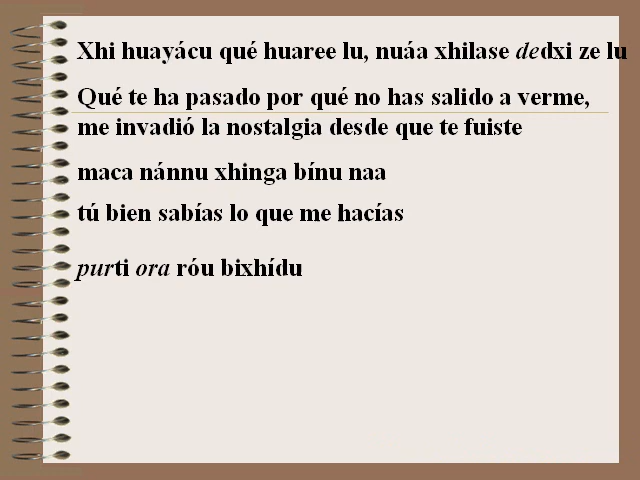 Xhi huayácu qué huaree lu, nuáa xhilase dedxi ze lu
Qué te ha pasado por qué no has salido a verme,
me invadió la nostalgia desde que te fuiste
maca nánnu xhinga bínu naa
tú bien sabías lo que me hacías
purti ora róu bixhídu